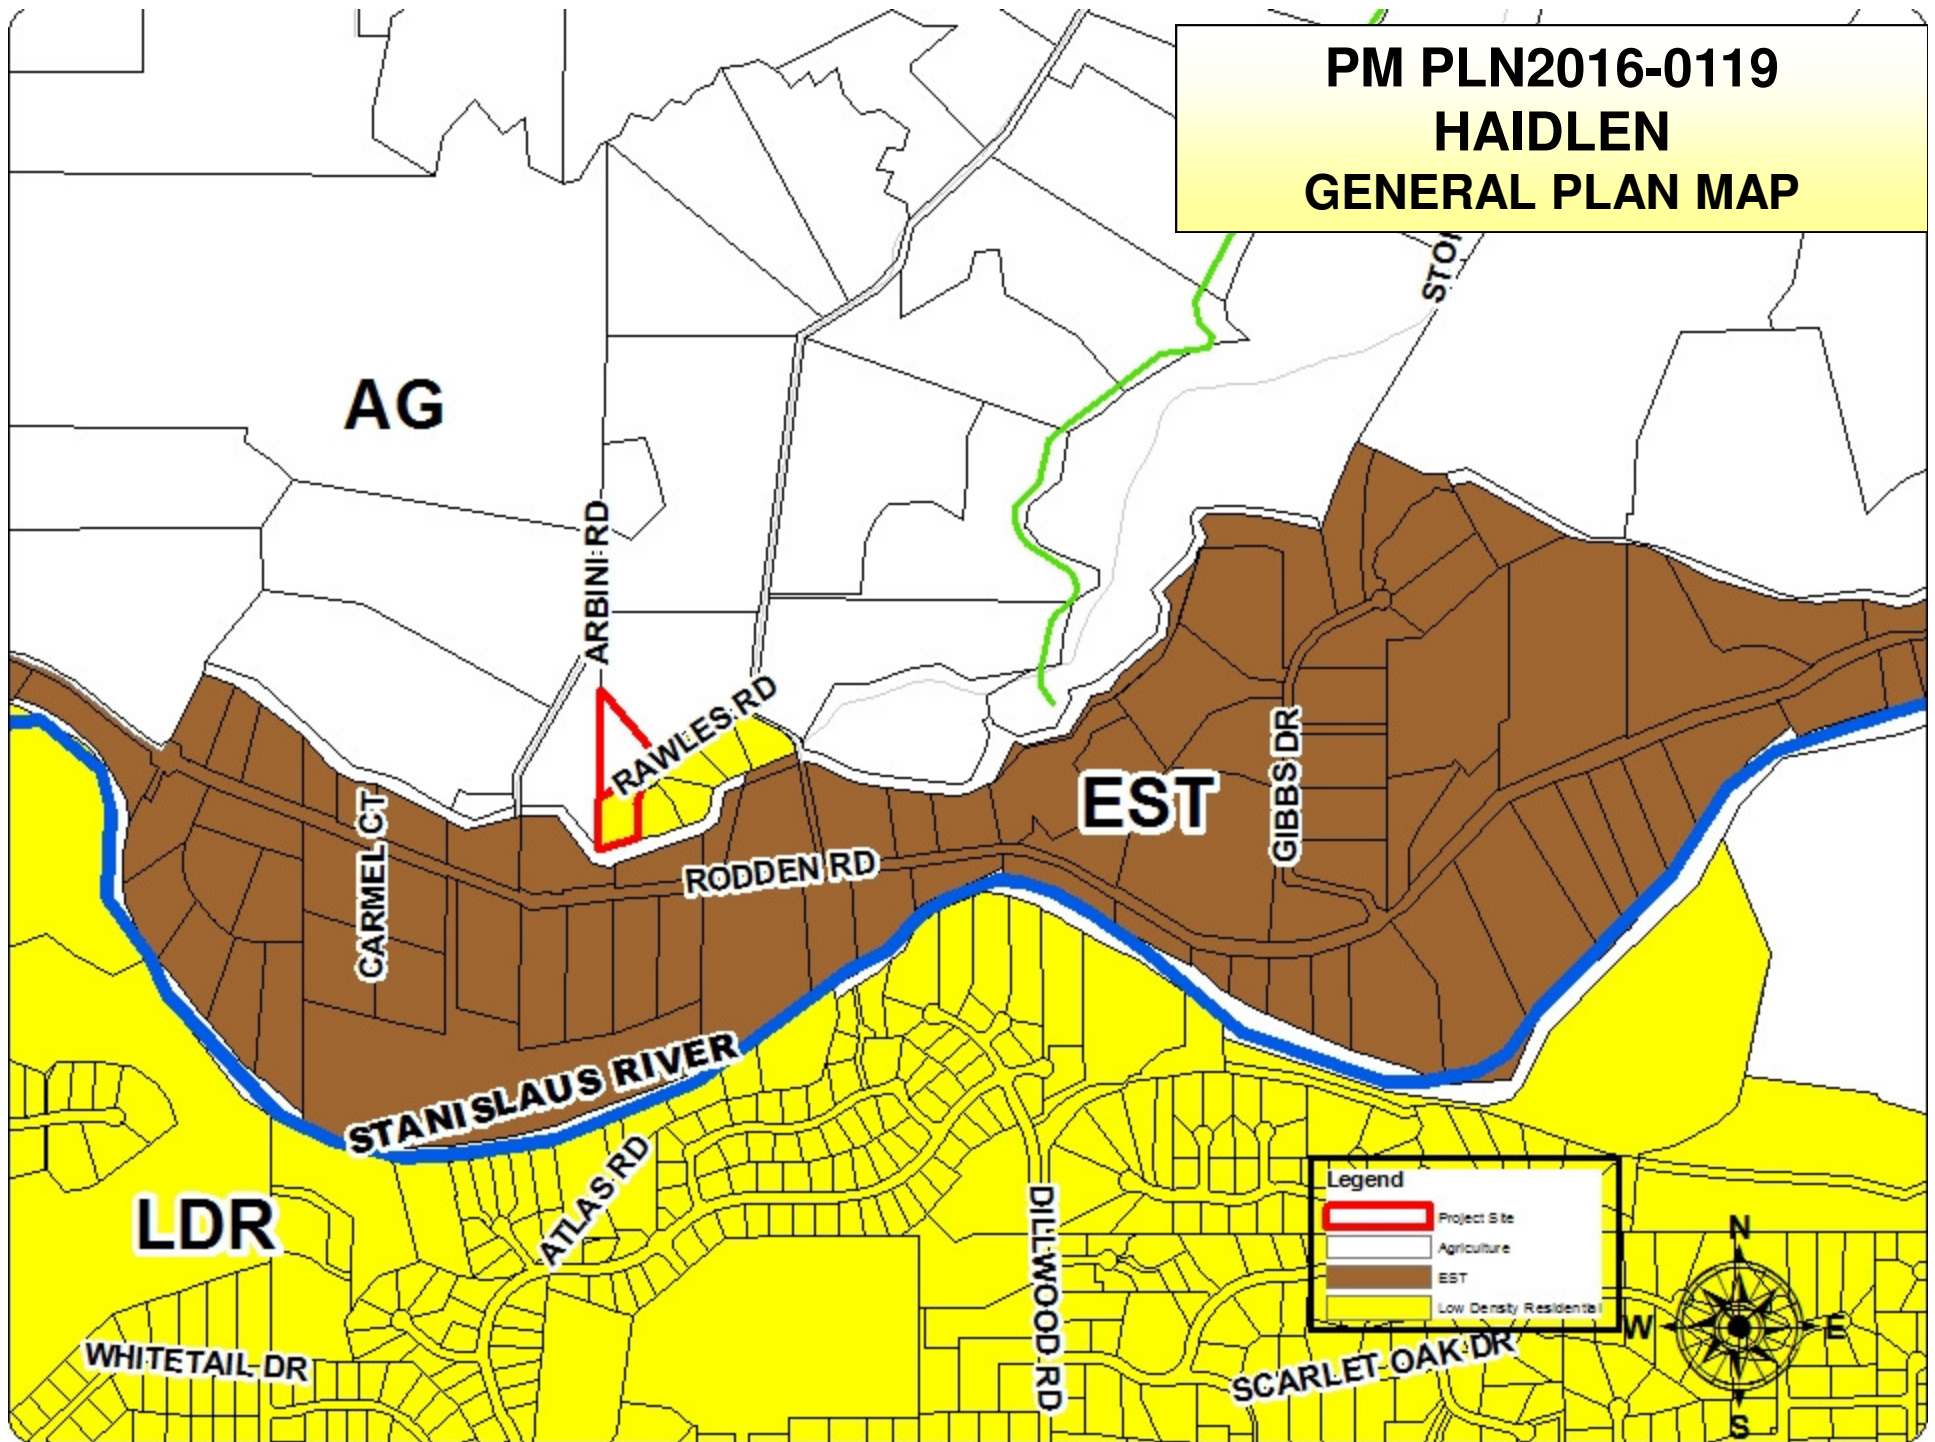 PM PLN2016-0119
HAIDLEN
GENERAL PLAN MAP
AG
ARBINI RD
RAWLES RD
EST
GIBBS DR
CARMEL CT
RODDEN RD
STANISLAUS RIVER
LDR
ATLAS RD
DILLWOOD RD
WHITETAIL DR
SCARLET OAK DR
Legend
Project Site
Agriculture
EST
Low Density Residential
N
W
E
S